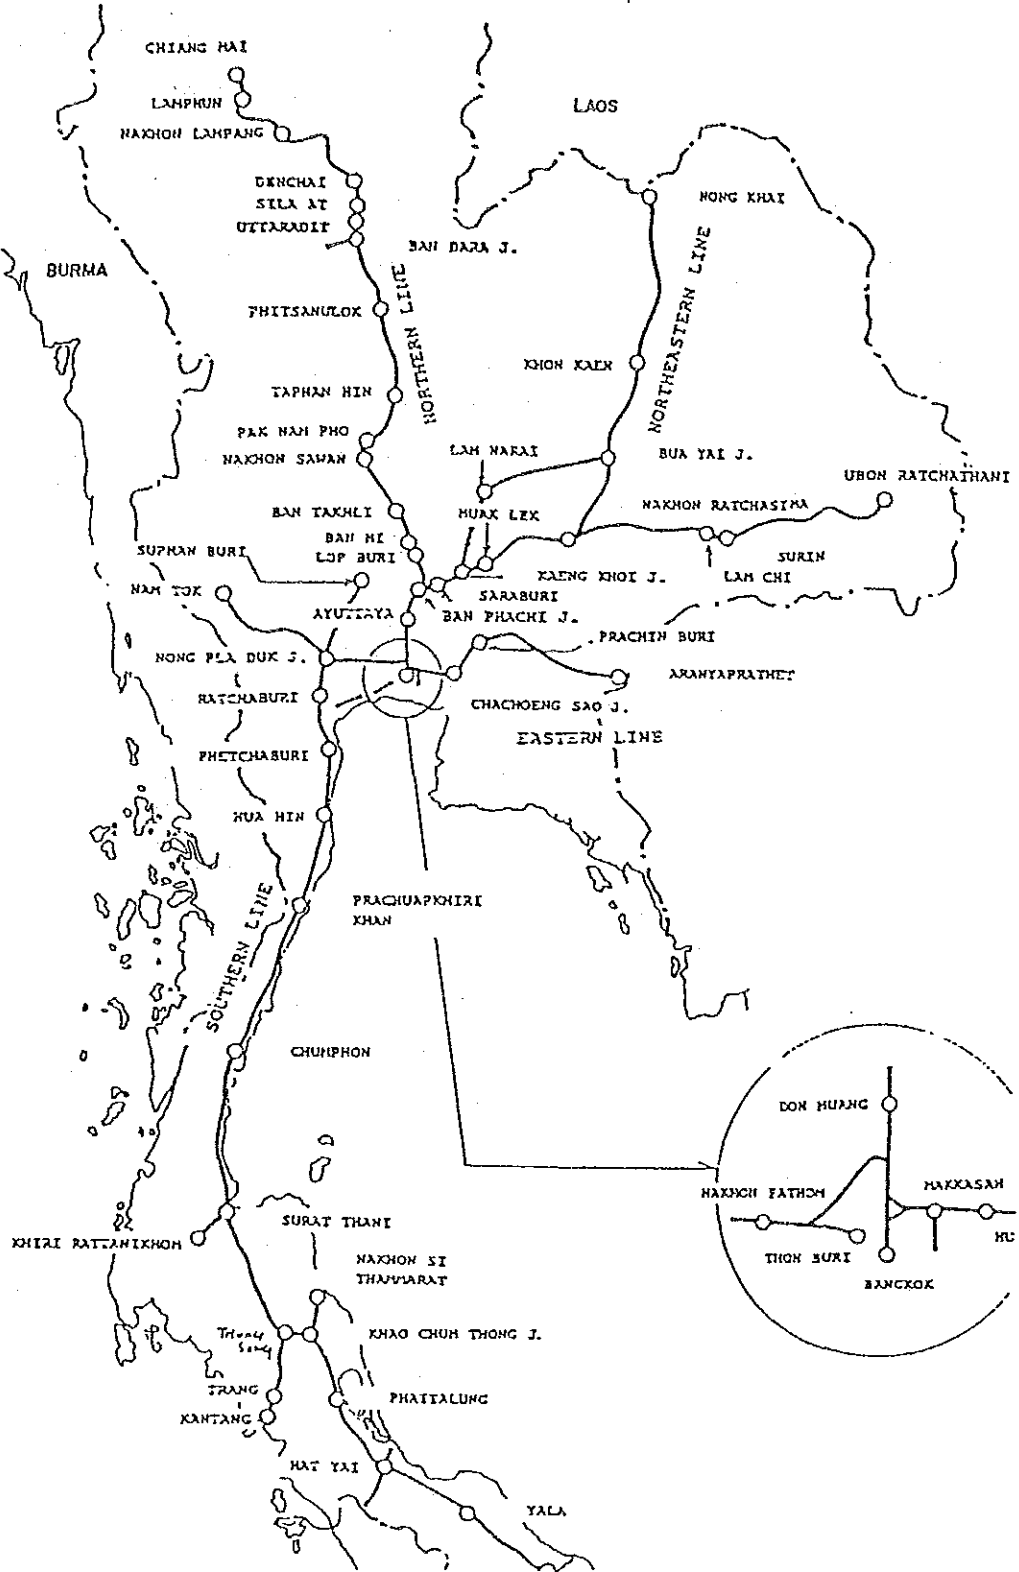 CHIANG MAI
LAMPHUN
NAKHON LAMPANG
LAOS
DENCHAI
SILA AT
UTTARADIT
NONG KHAI
BAN DARA J.
BURMA
NORTHERN LINE
NORTHEASTERN LINE
PHITSANULOK
KHON KAEN
TAPHAN HIN
PAK NAM PHO
NAKHON SAWAN
LAM NARAI
BUA YAI J.
UBON RATCHATHANI
NAKHON RATCHASIMA
BAN TAKHLI
MUAK LEK
BAN MI
LOP BURI
SUPHAN BURI
SURIN
KAENG KHOI J.
LAM CHI
NAM TOK
SARABURI
AYUTTAYA
BAN PHACHI J.
PRACHIN BURI
NONG PLA DUK J.
ARANYAPRATHET
RATCHABURI
CHACHOENG SAO J.
EASTERN LINE
PHETCHABURI
HUA HIN
PRACHUAPKHIRI
KHAN
SOUTHERN LINE
CHUMPHON
DON MUANG
NAKHON PATHOM
MAKKASAN
HU
THON BURI
BANGKOK
SURAT THANI
KHIRI RATTANIKHOM
NAKHON SI
THAMMARAT
Thung
Song
KHAO CHUM THONG J.
TRANG
KANTANG
PHATTALUNG
HAT YAI
YALA